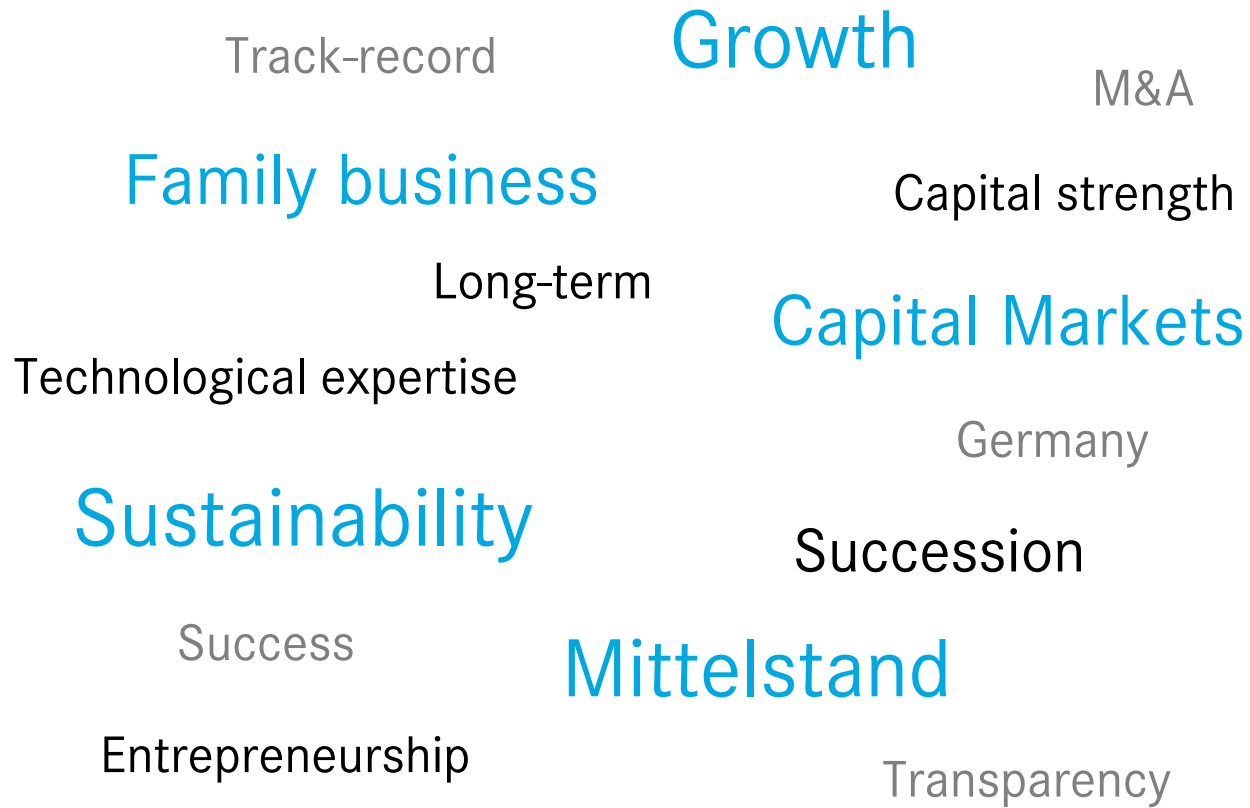 Growth
Track-record
M&A
Family business
Capital strength
Long-term
Capital Markets
Technological expertise
Germany
Sustainability
Succession
Success
Mittelstand
Entrepreneurship
Transparency